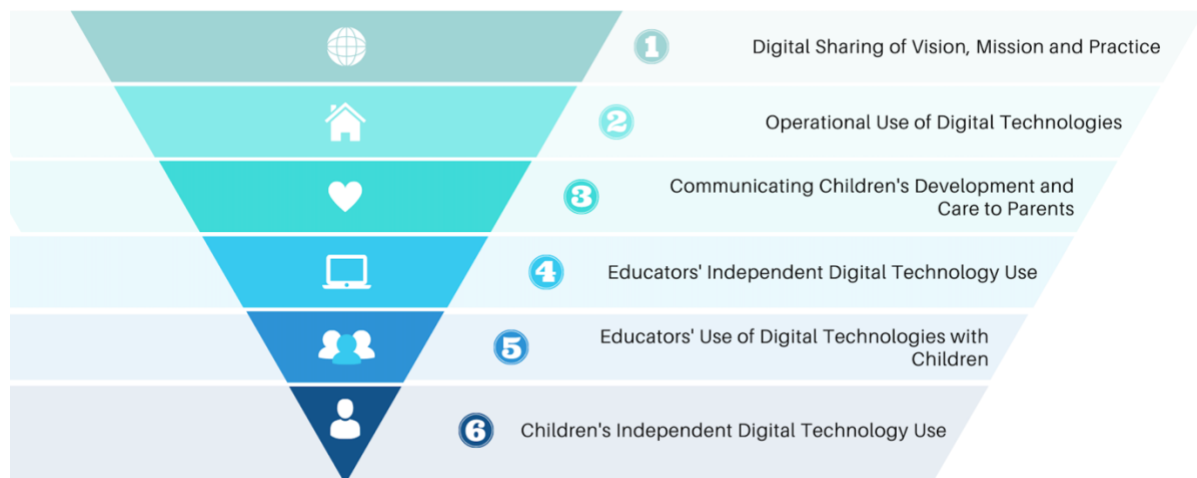 1
Digital Sharing of Vision, Mission and Practice
2
Operational Use of Digital Technologies
3
Communicating Children's Development and
Care to Parents
4
Educators' Independent Digital Technology Use
5
Educators' Use of Digital Technologies with
Children
6
Children's Independent Digital Technology Use